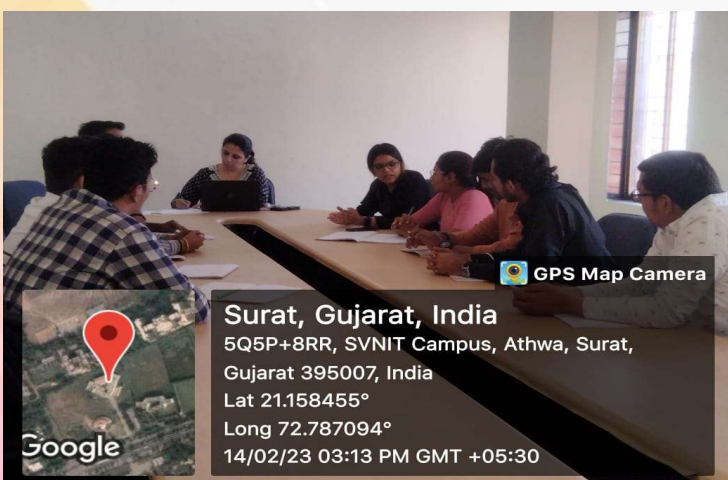 GPS Map Camera
Surat, Gujarat, India
5Q5P+8RR, SVNIT Campus, Athwa, Surat,
Gujarat 395007, India
Lat 21.158455°
Long 72.787094°
14/02/23 03:13 PM GMT +05:30
Google